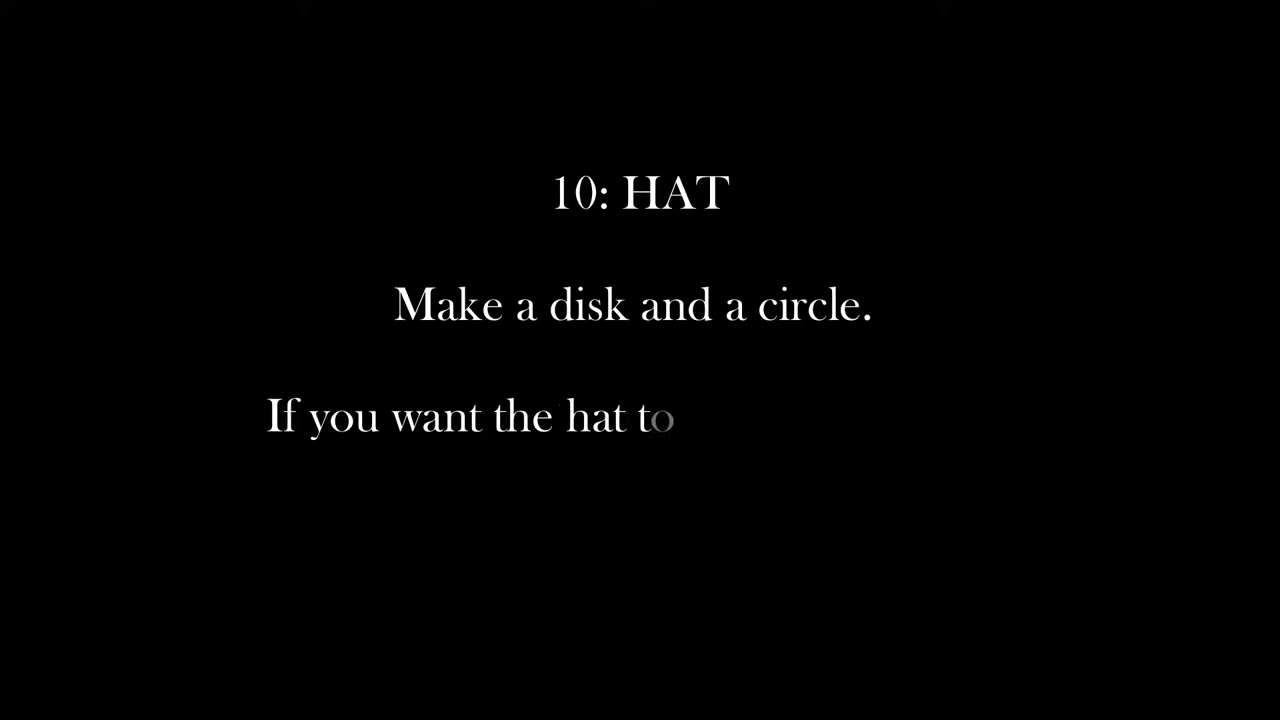 10: HAT
Make a disk and a circle.
If you want the hat to